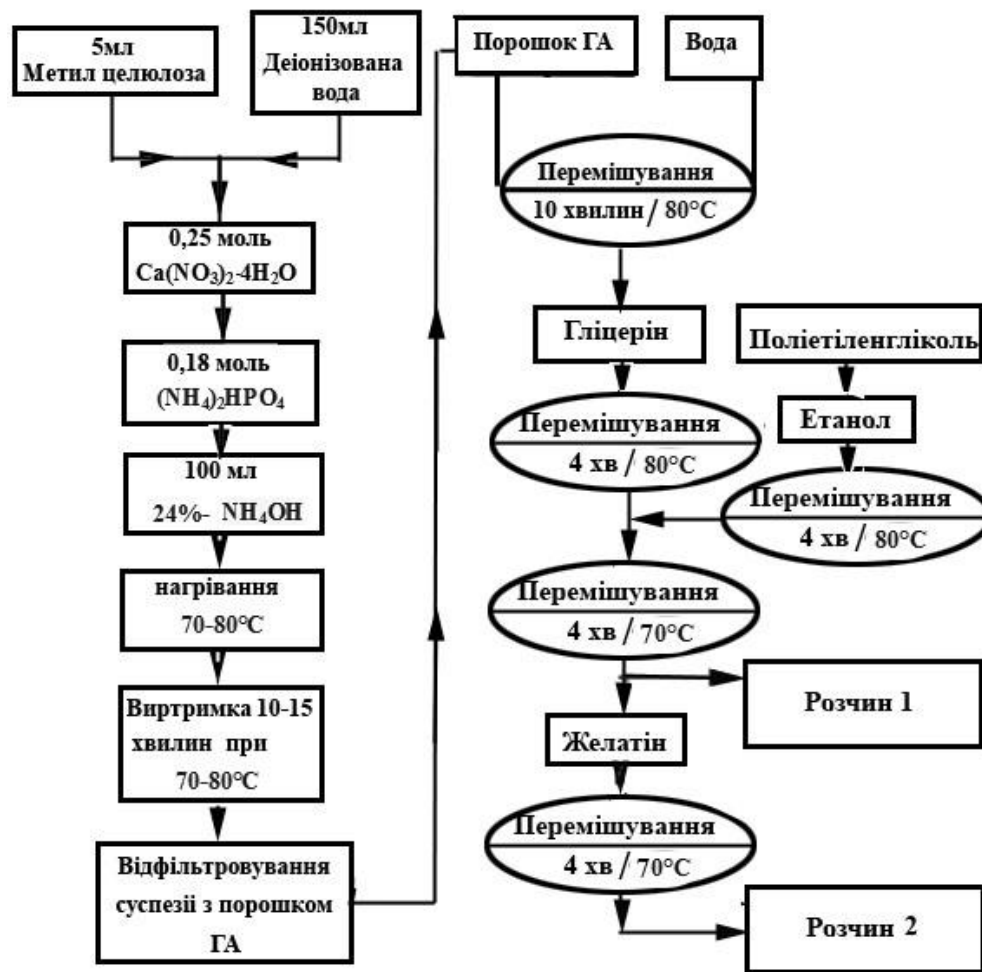 5мл
Метил целюлоза
150мл
Деіонізована
вода
0,25 моль
Ca(NO₃)₂·4H₂O
0,18 моль
(NH₄)₂HPO₄
100 мл
24%- NH₄OH
нагрівання
70-80°C
Виртримка 10-15
хвилин при
70-80°C
Відфільтровування
суспезії з порошком
ГА
Порошок ГА
Вода
Перемішування
10 хвилин / 80°C
Гліцерін
Перемішування
4 хв / 80°C
Поліетіленгліколь
Етанол
Перемішування
4 хв / 80°C
Перемішування
4 хв / 70°C
Розчин 1
Желатін
Перемішування
4 хв / 70°C
Розчин 2